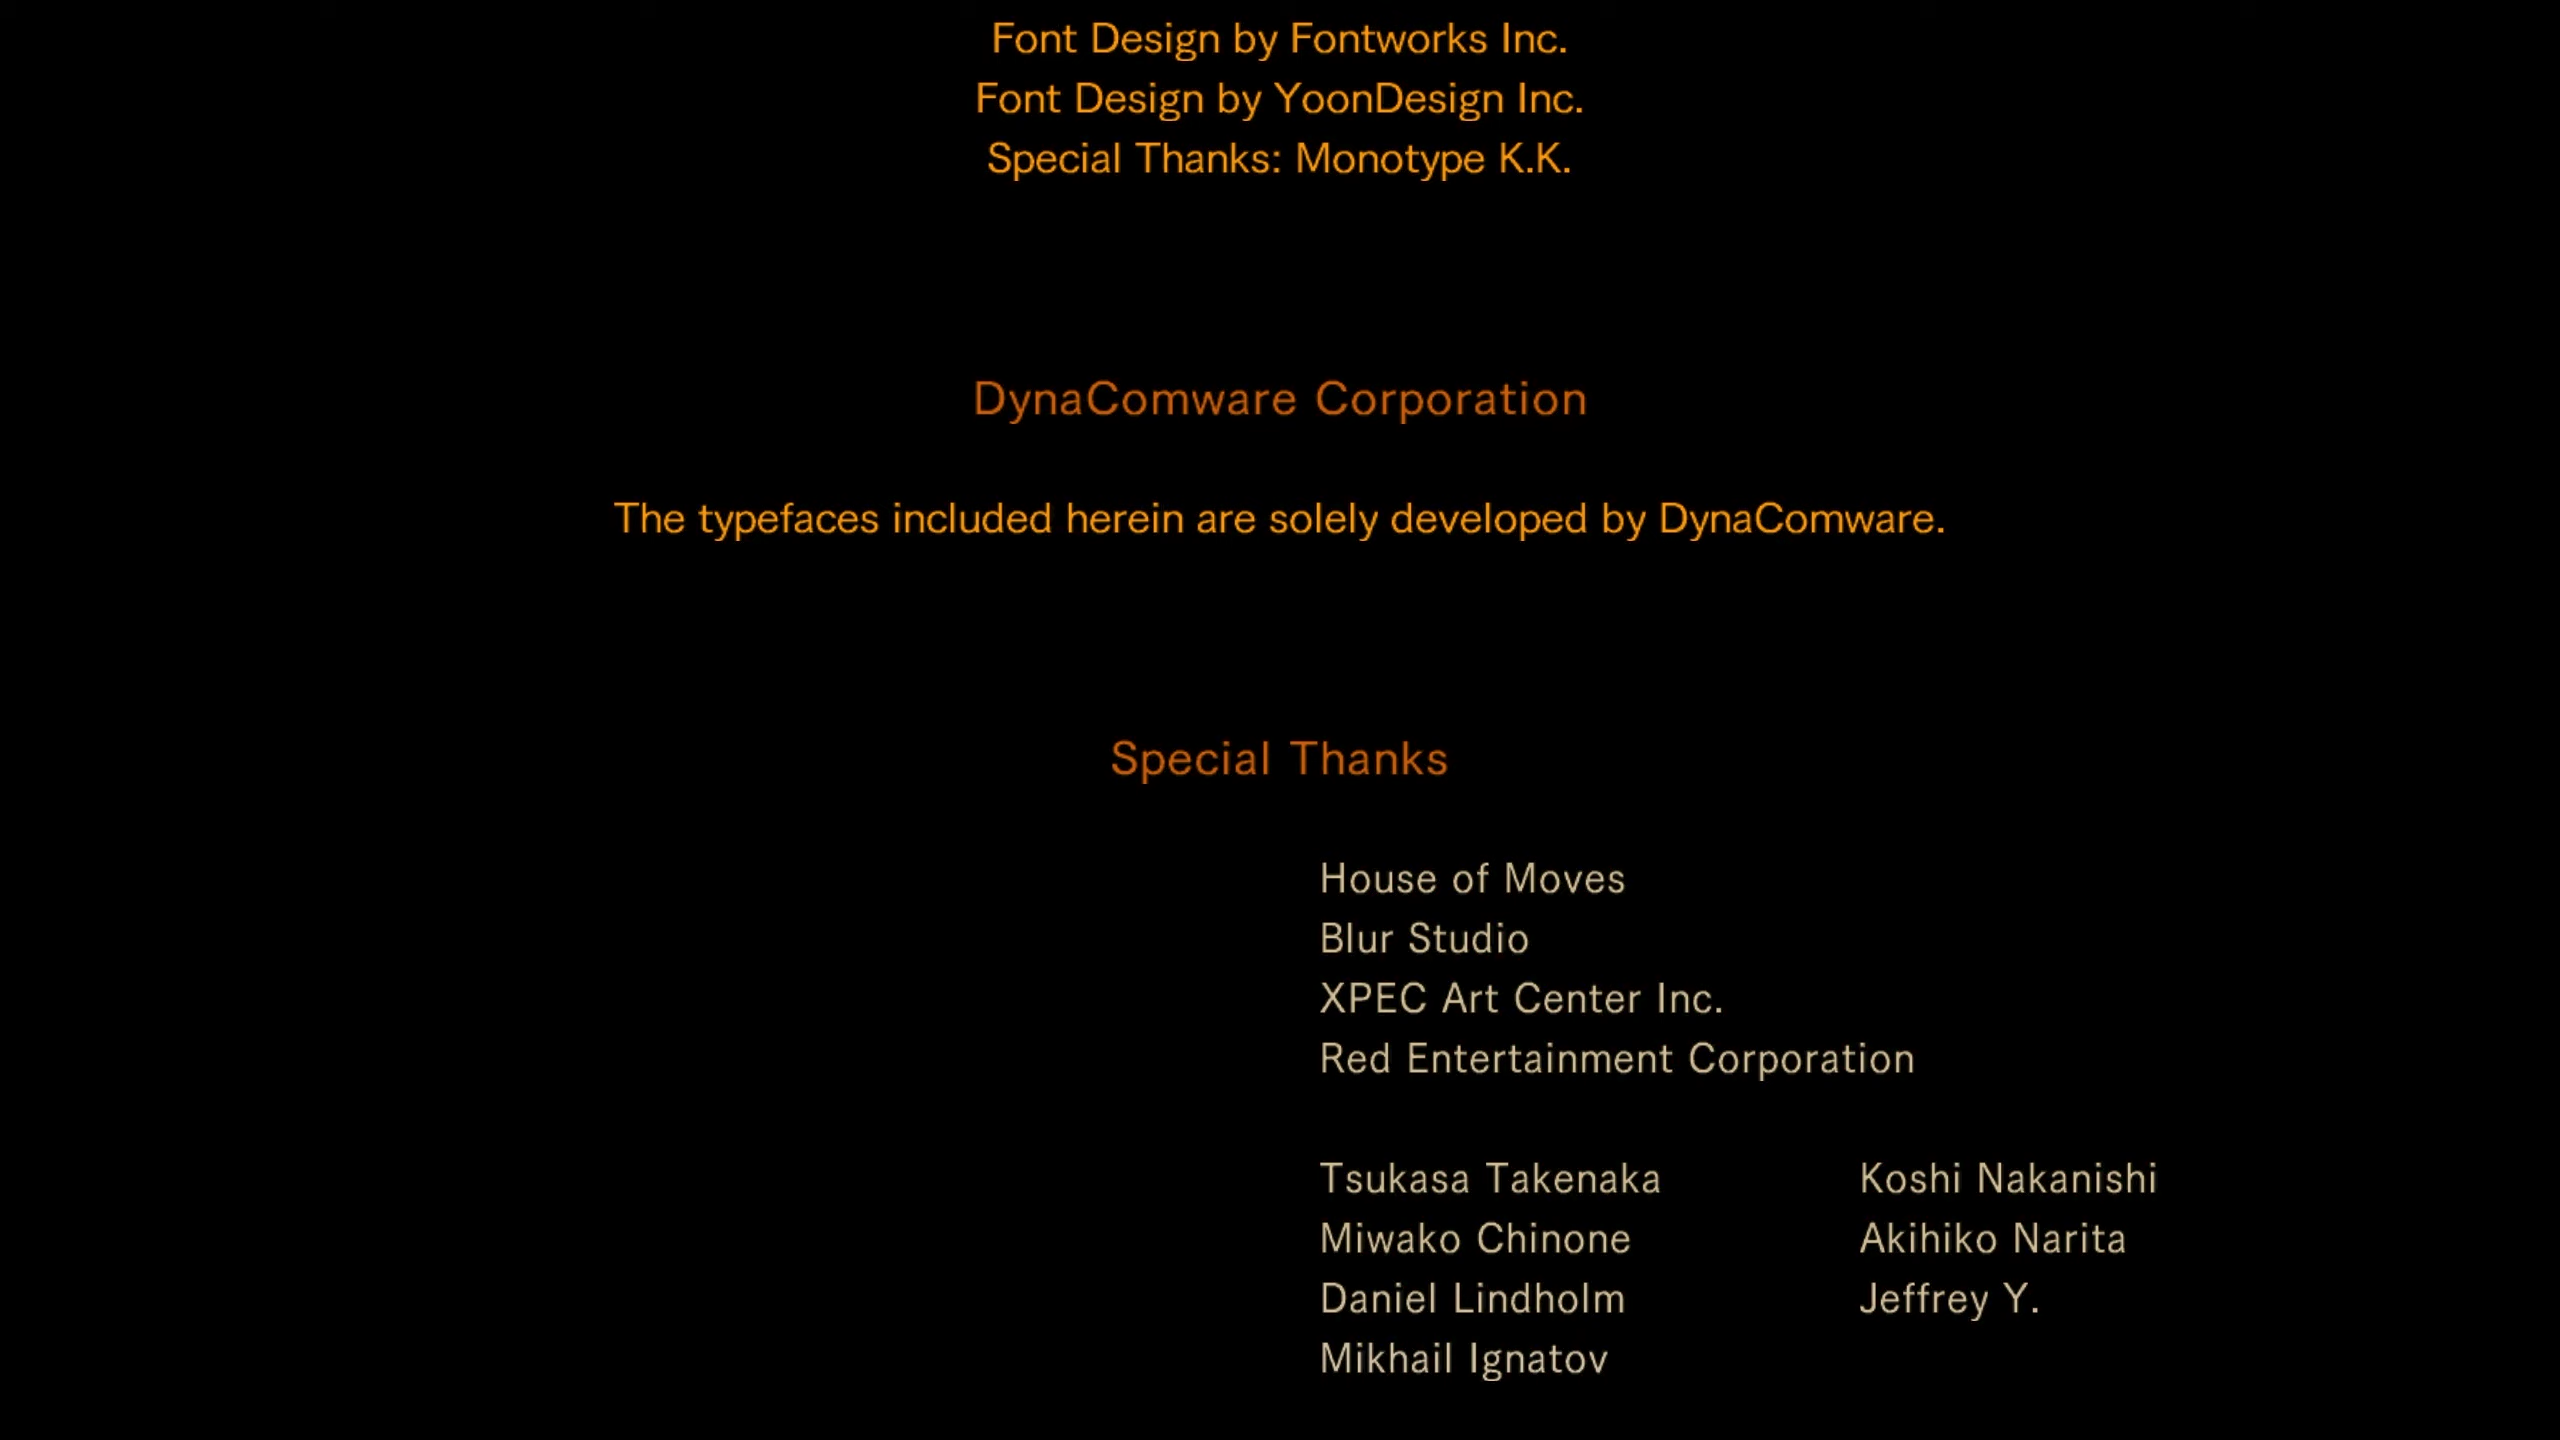 Font Design by Fontworks Inc.
Font Design by YoonDesign Inc.
Special Thanks: Monotype K.K.
DynaComware Corporation
The typefaces included herein are solely developed by DynaComware.
Special Thanks
House of Moves
Blur Studio
XPEC Art Center Inc.
Red Entertainment Corporation
Tsukasa Takenaka Koshi Nakanishi
Miwako Chinone Akihiko Narita
Daniel Lindholm Jeffrey Y.
Mikhail Ignatov